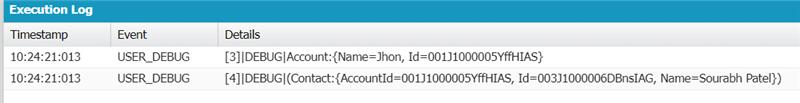 Execution Log
Timestamp Event Details
10:24:21:013 USER_DEBUG [3]|DEBUG|Account:{Name=Jhon, Id=001J1000005YffHIAS}
10:24:21:013 USER_DEBUG [4]|DEBUG|(Contact:{AccountId=001J1000005YffHIAS, Id=003J1000006DBnsIAG, Name=Sourabh Patel})